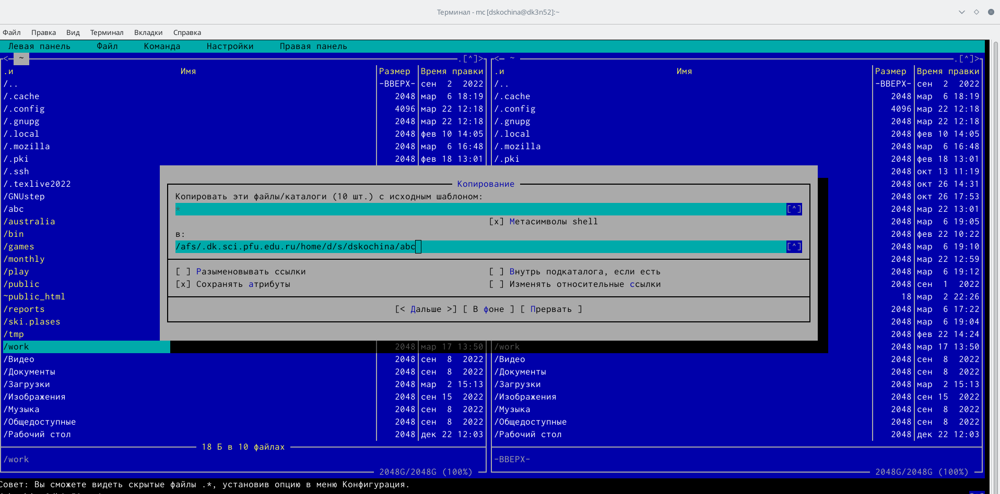 Терминал - mc [dskochina@dk3n52]:~
Файл Правка Вид Терминал Вкладки Справка
Левая панель Файл Команда Настройки Правая панель
<- ~ .[^]> <- ~ .[^]>
.и Имя Размер Время правки .и Имя Размер Время правки
/.. -ВВЕРХ- сен 2 2022 /.. -ВВЕРХ- сен 2 2022
/.cache 2048 мар 6 18:19 /.cache 2048 мар 6 18:19
/.config 4096 мар 22 12:18 /.config 4096 мар 22 12:18
/.gnupg 2048 мар 22 12:18 /.gnupg 2048 мар 22 12:18
/.local 2048 фев 10 14:05 /.local 2048 фев 10 14:05
/.mozilla 2048 мар 6 16:48 /.mozilla 2048 мар 6 16:48
/.pki 2048 фев 18 13:01 /.pki 2048 фев 18 13:01
/.ssh 2048 окт 13 11:19
/.texlive2022 Копирование 2048 окт 26 14:31
/GNUstep Копировать эти файлы/каталоги (10 шт.) с исходным шаблоном: 2048 окт 26 17:53
/abc * [^] 2048 мар 22 13:01
/australia [x] Метасимволы shell 2048 мар 6 19:05
/bin в: 2048 фев 22 10:22
/games /afs/.dk.sci.pfu.edu.ru/home/d/s/dskochina/abc [^] 2048 мар 6 19:10
/monthly 2048 мар 22 12:59
/play [ ] Разыменовывать ссылки [ ] Внутрь подкаталога, если есть 2048 мар 6 19:12
/public [x] Сохранять атрибуты [ ] Изменять относительные ссылки 2048 сен 1 2022
~public_html 18 мар 2 22:26
/reports [< Дальше >] [ В фоне ] [ Прервать ] 2048 мар 6 17:22
/ski.plases 2048 мар 6 19:04
/tmp 2048 фев 22 14:24
/work 2048 мар 17 13:50 /work 2048 мар 17 13:50
/Видео 2048 сен 8 2022 /Видео 2048 сен 8 2022
/Документы 2048 сен 8 2022 /Документы 2048 сен 8 2022
/Загрузки 2048 мар 2 15:13 /Загрузки 2048 мар 2 15:13
/Изображения 2048 сен 15 2022 /Изображения 2048 сен 15 2022
/Музыка 2048 сен 8 2022 /Музыка 2048 сен 8 2022
/Общедоступные 2048 сен 8 2022 /Общедоступные 2048 сен 8 2022
/Рабочий стол 2048 дек 22 12:03 /Рабочий стол 2048 дек 22 12:03
18 Б в 10 файлах
/work -ВВЕРХ-
2048G/2048G (100%) 2048G/2048G (100%)
Совет: Вы сможете видеть скрытые файлы .*, установив опцию в меню Конфигурация.